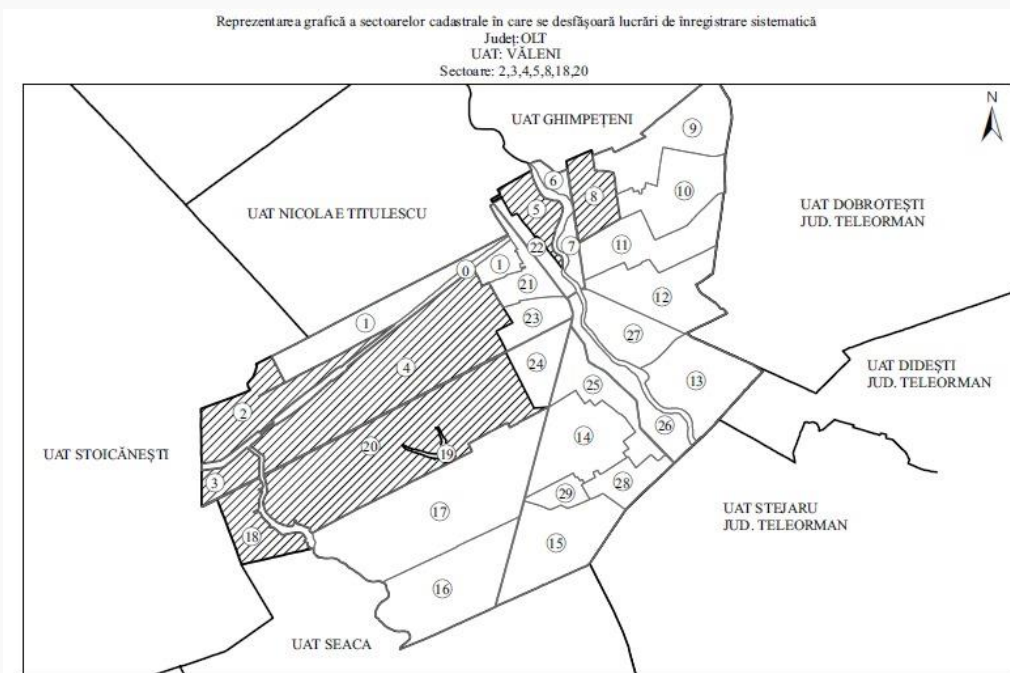 Reprezentarea grafică a sectoarelor cadastrale în care se desfășoară lucrări de înregistrare sistematică
Județ: OLT
UAT: VĂLENI
Sectoare: 2,3,4,5,8,18,20
N
UAT GHIMPEȚENI
9
6
8
10
5
UAT NICOLAE TITULESCU
UAT DOBROTEȘTI
JUD. TELEORMAN
22
7
11
0
1
21
12
1
23
27
4
24
UAT DIDEȘTI
JUD. TELEORMAN
13
25
2
26
14
20
19
UAT STOICĂNEȘTI
3
28
29
17
UAT STEJARU
JUD. TELEORMAN
18
15
16
UAT SEACA